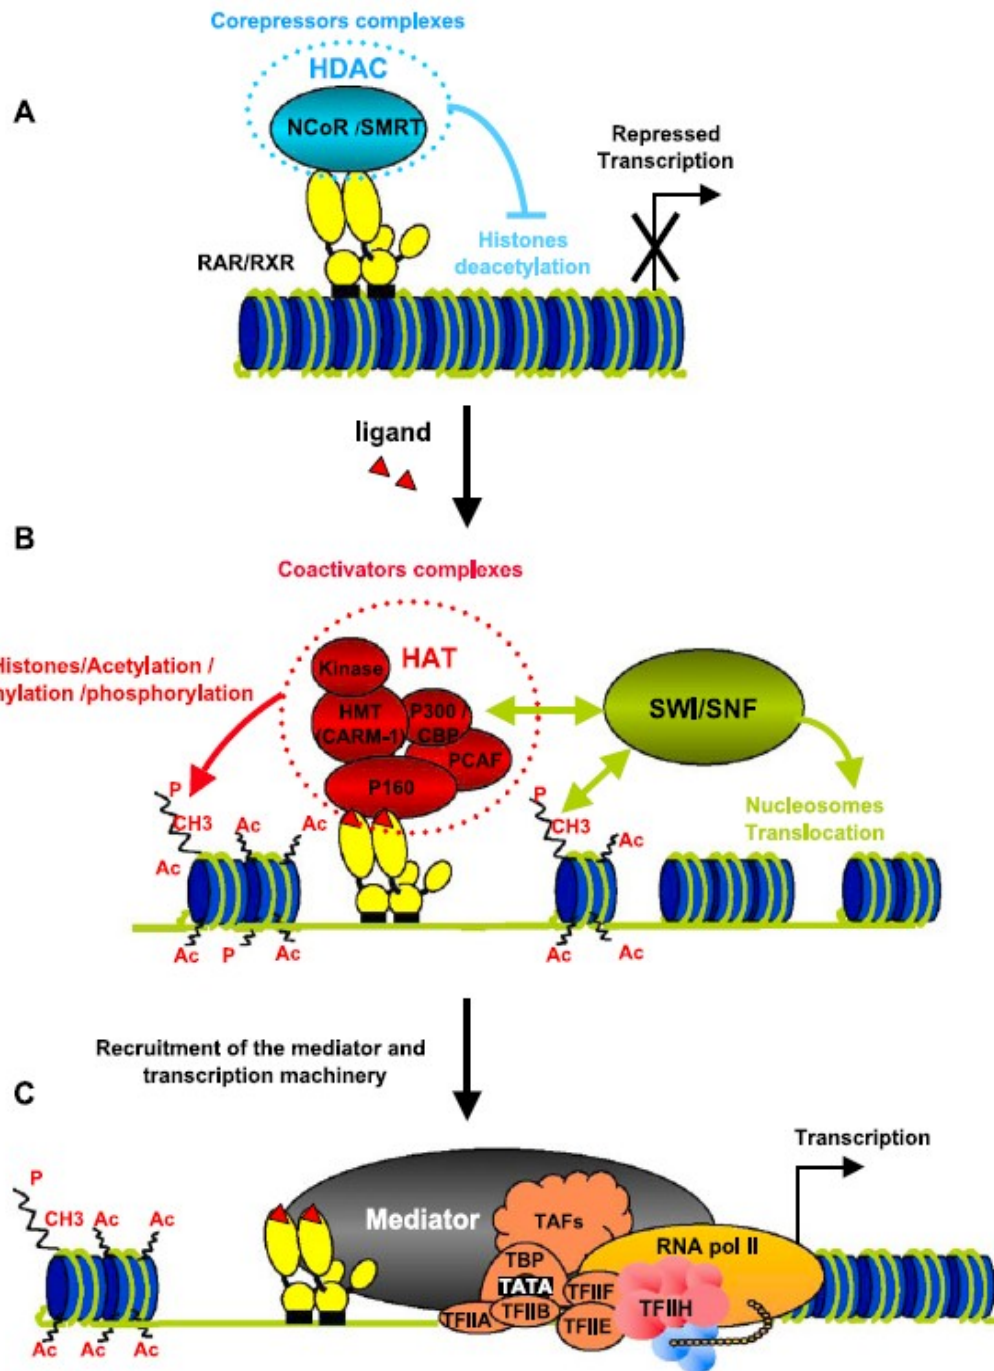 Corepressors complexes
HDAC
A
NCoR /SMRT
Repressed
Transcription
Histones
deacetylation
RAR/RXR
ligand
B
Coactivators complexes
Histones/Acetylation /
nylation /phosphorylation
Kinase
HAT
HMT
(CARM-1)
P300 /
CBP
PCAF
P160
SWI/SNF
Nucleosomes
Translocation
P
CH3
Ac
Ac
Ac
Ac
P
Ac
P
CH3
Ac
Ac
Ac
Recruitment of the mediator and
transcription machinery
C
Transcription
P
CH3
Ac
Ac
Ac
Ac
Ac
Mediator
TAFs
RNA pol II
TBP
TATA
TFIIF
TFIIA
TFIIB
TFIIE
TFIIH